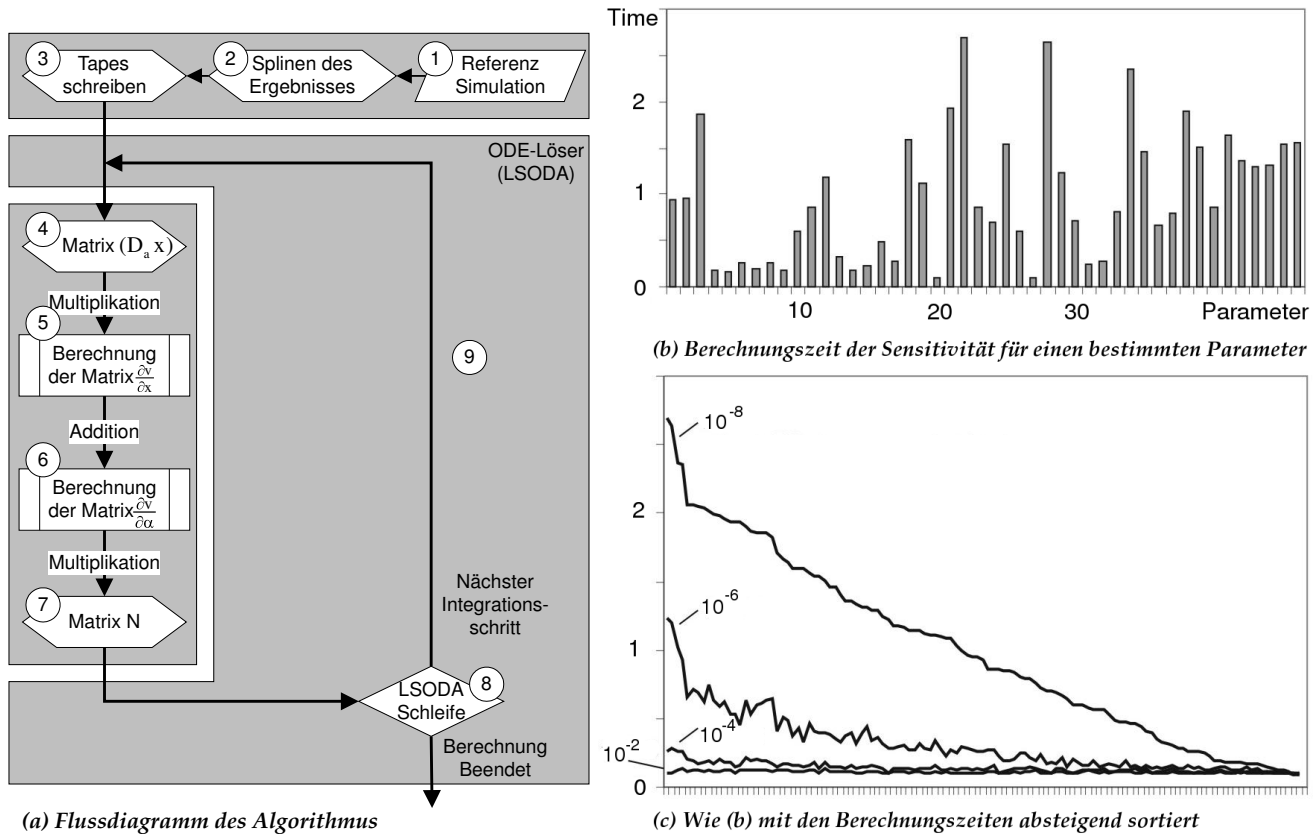 3
Tapes
schreiben
2
Splinen des
Ergebnisses
1
Referenz
Simulation
ODE-Löser
(LSODA)
4
Matrix (Dₐ x)
Multiplikation
5
Berechnung
der Matrix ∂v/∂x
Addition
6
Berechnung
der Matrix ∂v/∂α
Multiplikation
7
Matrix N
9
Nächster
Integrations-
schritt
8
LSODA
Schleife
Berechnung
Beendet
(a) Flussdiagramm des Algorithmus
Time
2
1
0
10
20
30
Parameter
(b) Berechnungszeit der Sensitivität für einen bestimmten Parameter
10⁻⁸
2
10⁻⁶
1
10⁻⁴
10⁻²
0
(c) Wie (b) mit den Berechnungszeiten absteigend sortiert